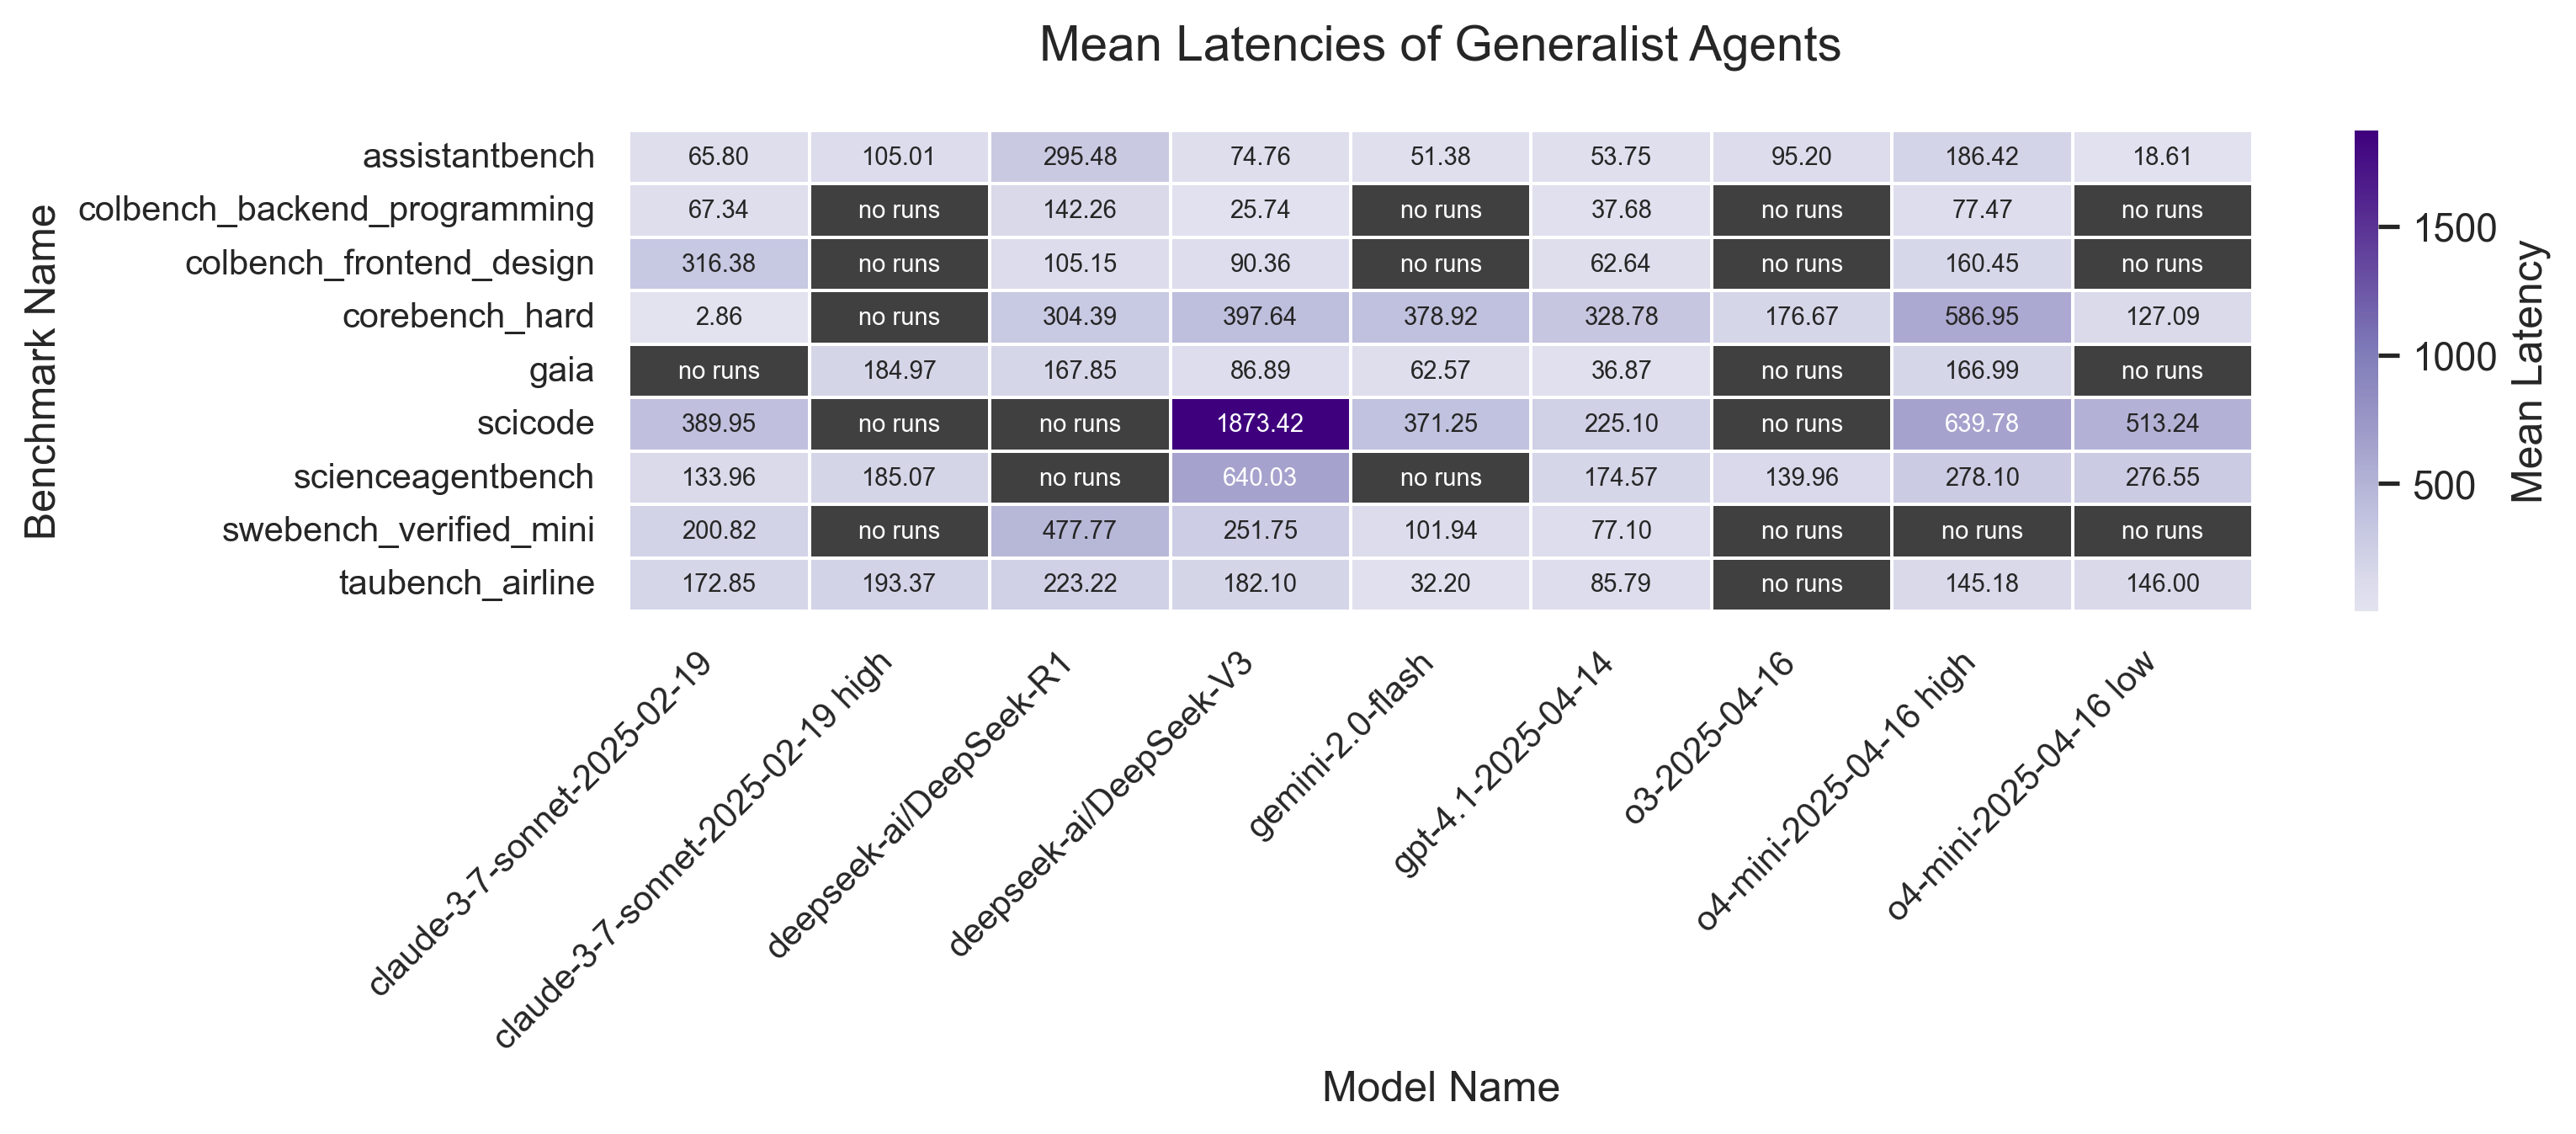 Mean Latencies of Generalist Agents
Benchmark Name
assistantbench 65.80 105.01 295.48 74.76 51.38 53.75 95.20 186.42 18.61
colbench_backend_programming 67.34 no runs 142.26 25.74 no runs 37.68 no runs 77.47 no runs
colbench_frontend_design 316.38 no runs 105.15 90.36 no runs 62.64 no runs 160.45 no runs
corebench_hard 2.86 no runs 304.39 397.64 378.92 328.78 176.67 586.95 127.09
gaia no runs 184.97 167.85 86.89 62.57 36.87 no runs 166.99 no runs
scicode 389.95 no runs no runs 1873.42 371.25 225.10 no runs 639.78 513.24
scienceagentbench 133.96 185.07 no runs 640.03 no runs 174.57 139.96 278.10 276.55
swebench_verified_mini 200.82 no runs 477.77 251.75 101.94 77.10 no runs no runs no runs
taubench_airline 172.85 193.37 223.22 182.10 32.20 85.79 no runs 145.18 146.00
claude-3-7-sonnet-2025-02-19
claude-3-7-sonnet-2025-02-19 high
deepseek-ai/DeepSeek-R1
deepseek-ai/DeepSeek-V3
gemini-2.0-flash
gpt-4.1-2025-04-14
o3-2025-04-16
o4-mini-2025-04-16 high
o4-mini-2025-04-16 low
Model Name
1500
1000
500
Mean Latency